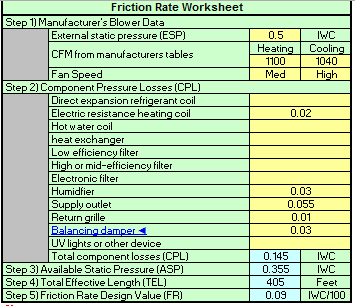 Friction Rate Worksheet
Step 1) Manufacturer's Blower Data
External static pressure (ESP) 0.5 IWC
Heating Cooling
CFM from manufacturers tables 1100 1040
Fan Speed Med High
Step 2) Component Pressure Losses (CPL)
Direct expansion refrigerant coil
Electric resistance heating coil 0.02
Hot water coil
heat exchanger
Low efficiency filter
High or mid-efficiency filter
Electronic filter
Humidfier 0.03
Supply outlet 0.055
Return grille 0.01
Balancing damper ◄ 0.03
UV lights or other device
Total component losses (CPL) 0.145 IWC
Step 3) Available Static Pressure (ASP) 0.355 IWC
Step 4) Total Effective Length (TEL) 405 Feet
Step 5) Friction Rate Design Value (FR) 0.09 IWC/100